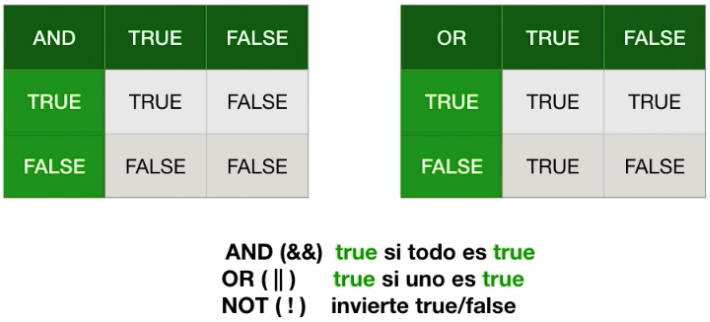 AND TRUE FALSE
TRUE TRUE FALSE
FALSE FALSE FALSE
OR TRUE FALSE
TRUE TRUE TRUE
FALSE TRUE FALSE
AND (&&) true si todo es true
OR ( || ) true si uno es true
NOT ( ! ) invierte true/false